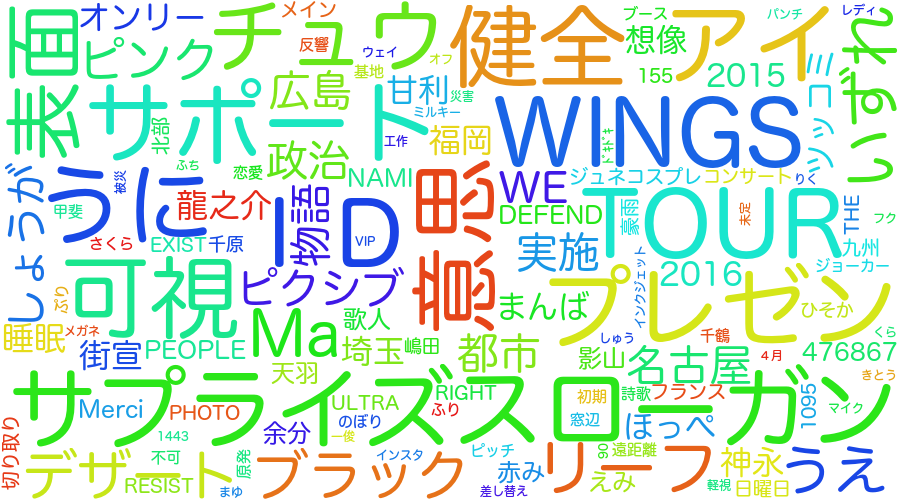 オンリー チュウ メイン 健全 アイ ブース パンチ レディ
面 ピンク 反響 ウェイ オフ 想像 いずれ
表 サポート 広島 基地 甘利 災害 155 2015 ツッコミ
北部 政治 工作 ミルキー 福岡 WINGS ﾄﾞｷﾄﾞｷ
しょうが うに ふち 恋愛 被災 NAMI WE ジュネコスプレ コンサート りく
甲斐 龍之介 物語 ID 意思 DEFEND 豪雨 TOUR 未定 THE フク
さくら EXIST 千原 VIP 実施 九州
可視 ピクシブ プレゼン 2016 ジョーカー
ぷり まんば インクジェット ひそか
睡眠 メガネ Ma 歌人 しゅう 千鶴 くら
街宣 PEOPLE 埼玉 嶋田 都市 影山 名古屋 4月 476867
天羽 きとう
サプライズズ スローガン
Merci PHOTO ULTRA RIGHT ふり 初期 詩歌 フランス 1095 マイク
切り取り 1443 余分 のぼり 一俊 窓辺 ほっぺ
デザート 不可 原発 ブラック インスタ ピッチ 赤み リーフ 90 遠距離 神永 うえ
RESIST まゆ 差し替え えみ 軽視 日曜日